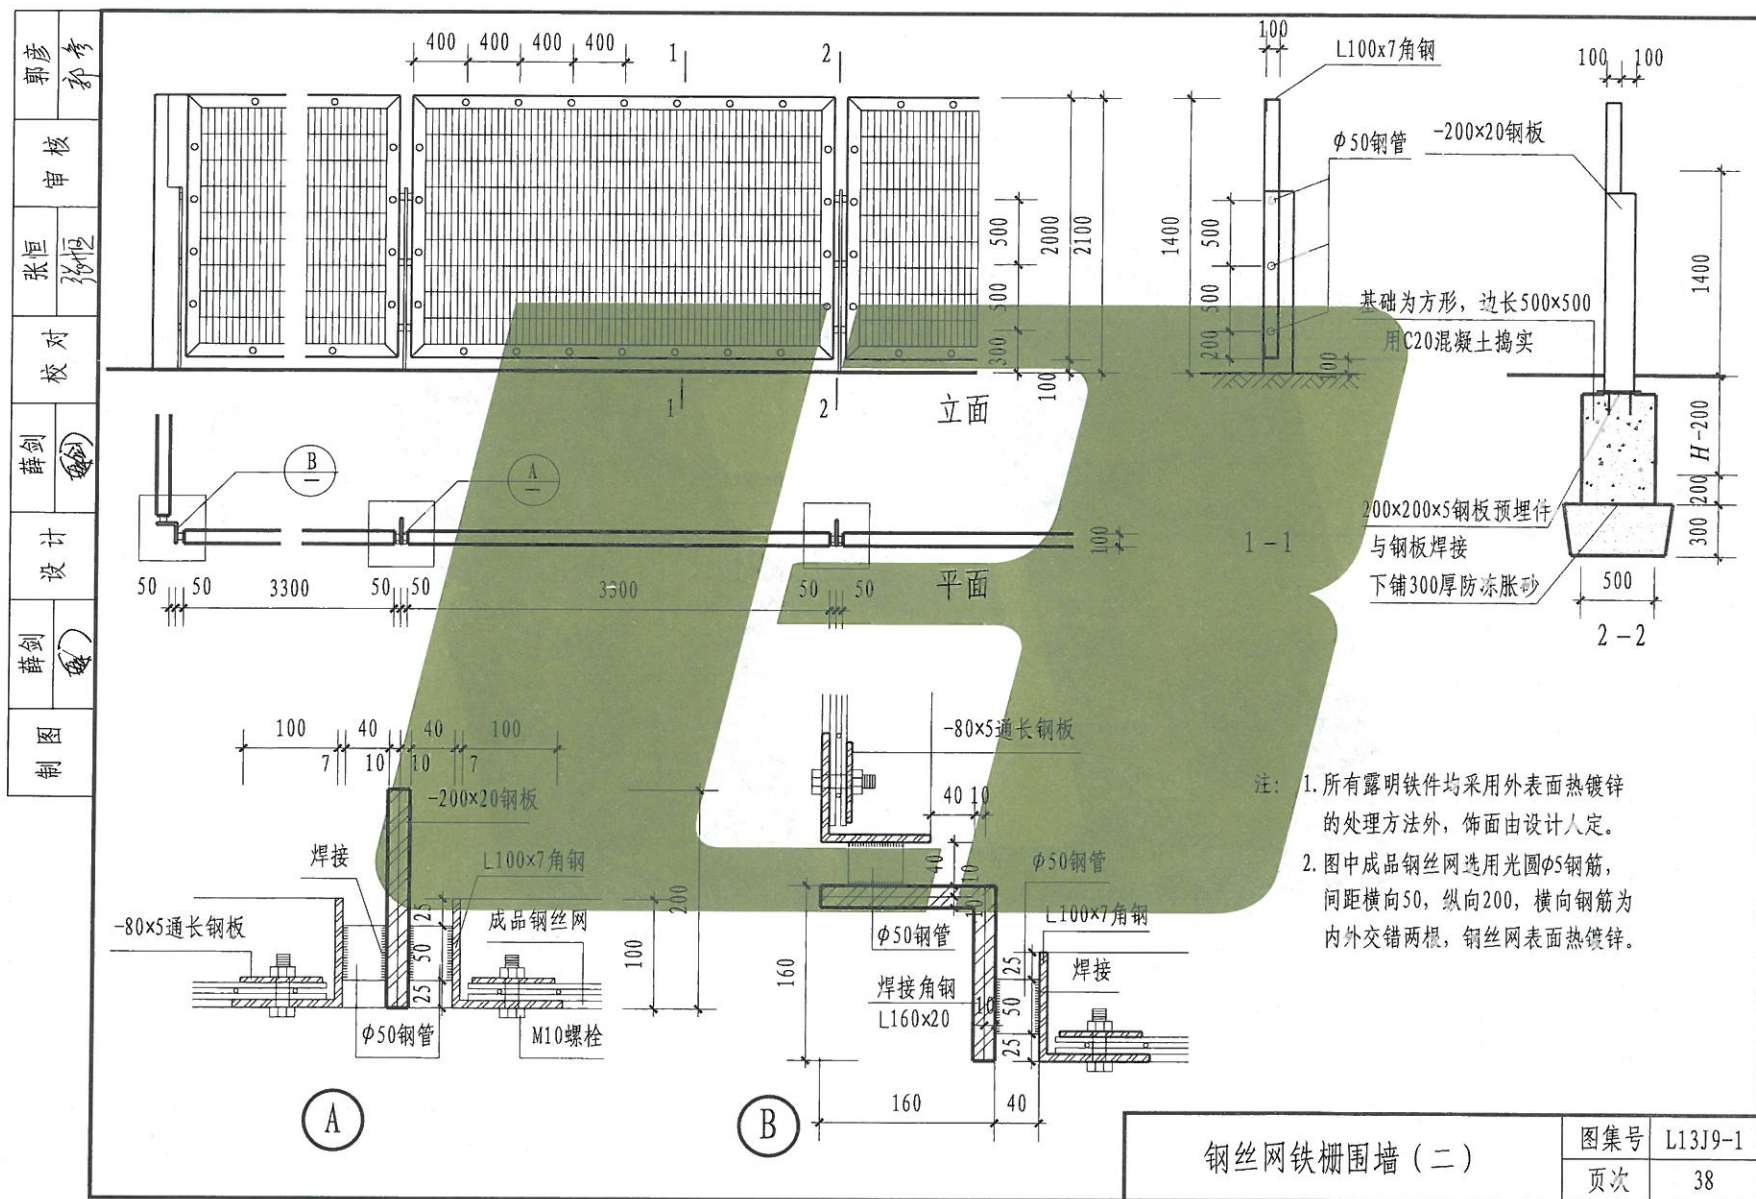 郭彦
审核
张恒
校对
薛剑
设计
薛剑
制图
400 400 400 400
1 2
500 500 300
2000 2100
100
1 2
立面
100
L100x7角钢
φ50钢管
1400
500 500 200
100
1-1
100 100
-200×20钢板
基础为方形，边长500×500
用C20混凝土捣实
1400
H-200
200
300
200×200×5钢板预埋件
与钢板焊接
下铺300厚防冻胀砂
500
2-2
B
A
100
50 50 3300 50 50 3300 50 50
平面
100 40 40 100
7 10 10 7
-200×20钢板
焊接
L100×7角钢
-80×5通长钢板
成品钢丝网
25 50 25
100
200
φ50钢管
M10螺栓
A
-80×5通长钢板
40 10
40 10
10
φ50钢管
φ50钢管
L100×7角钢
160
焊接角钢
L160×20
10
25 50 25
焊接
160 40
B
注：1.所有露明铁件均采用外表面热镀锌
的处理方法外，饰面由设计人定。
2.图中成品钢丝网选用光圆φ5钢筋，
间距横向50，纵向200，横向钢筋为
内外交错两根，钢丝网表面热镀锌。
钢丝网铁栅围墙（二）
图集号 L13J9-1
页次 38